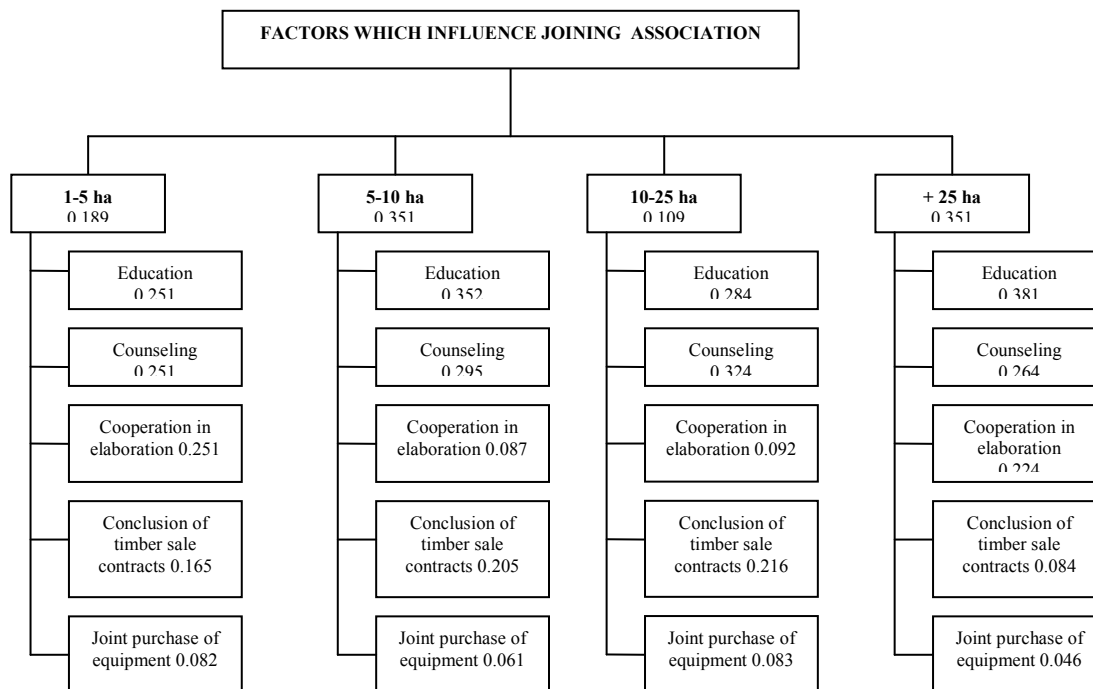 FACTORS WHICH INFLUENCE JOINING ASSOCIATION
1-5 ha
0.189
5-10 ha
0.351
10-25 ha
0.109
+ 25 ha
0.351
Education
0.251
Education
0.352
Education
0.284
Education
0.381
Counseling
0.251
Counseling
0.295
Counseling
0.324
Counseling
0.264
Cooperation in
elaboration 0.251
Cooperation in
elaboration 0.087
Cooperation in
elaboration 0.092
Cooperation in
elaboration
0.224
Conclusion of
timber sale
contracts 0.165
Conclusion of
timber sale
contracts 0.205
Conclusion of
timber sale
contracts 0.216
Conclusion of
timber sale
contracts 0.084
Joint purchase of
equipment 0.082
Joint purchase of
equipment 0.061
Joint purchase of
equipment 0.083
Joint purchase of
equipment 0.046